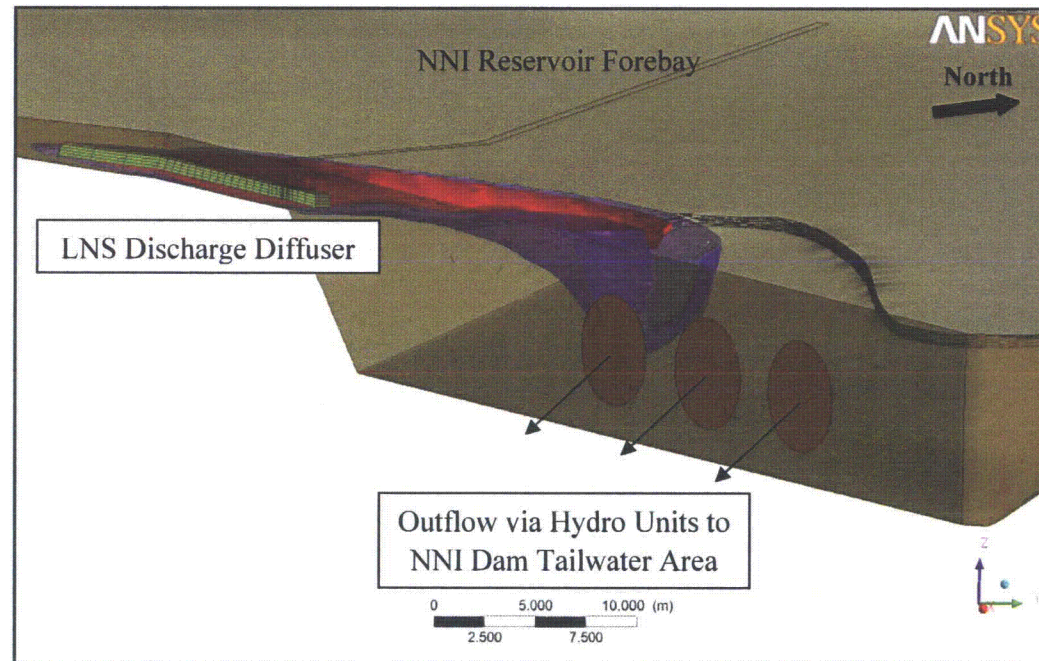 ANSYS
NNI Reservoir Forebay
North
LNS Discharge Diffuser
Outflow via Hydro Units to
NNI Dam Tailwater Area
Z
X
0 5.000 10.000 (m)
2.500 7.500